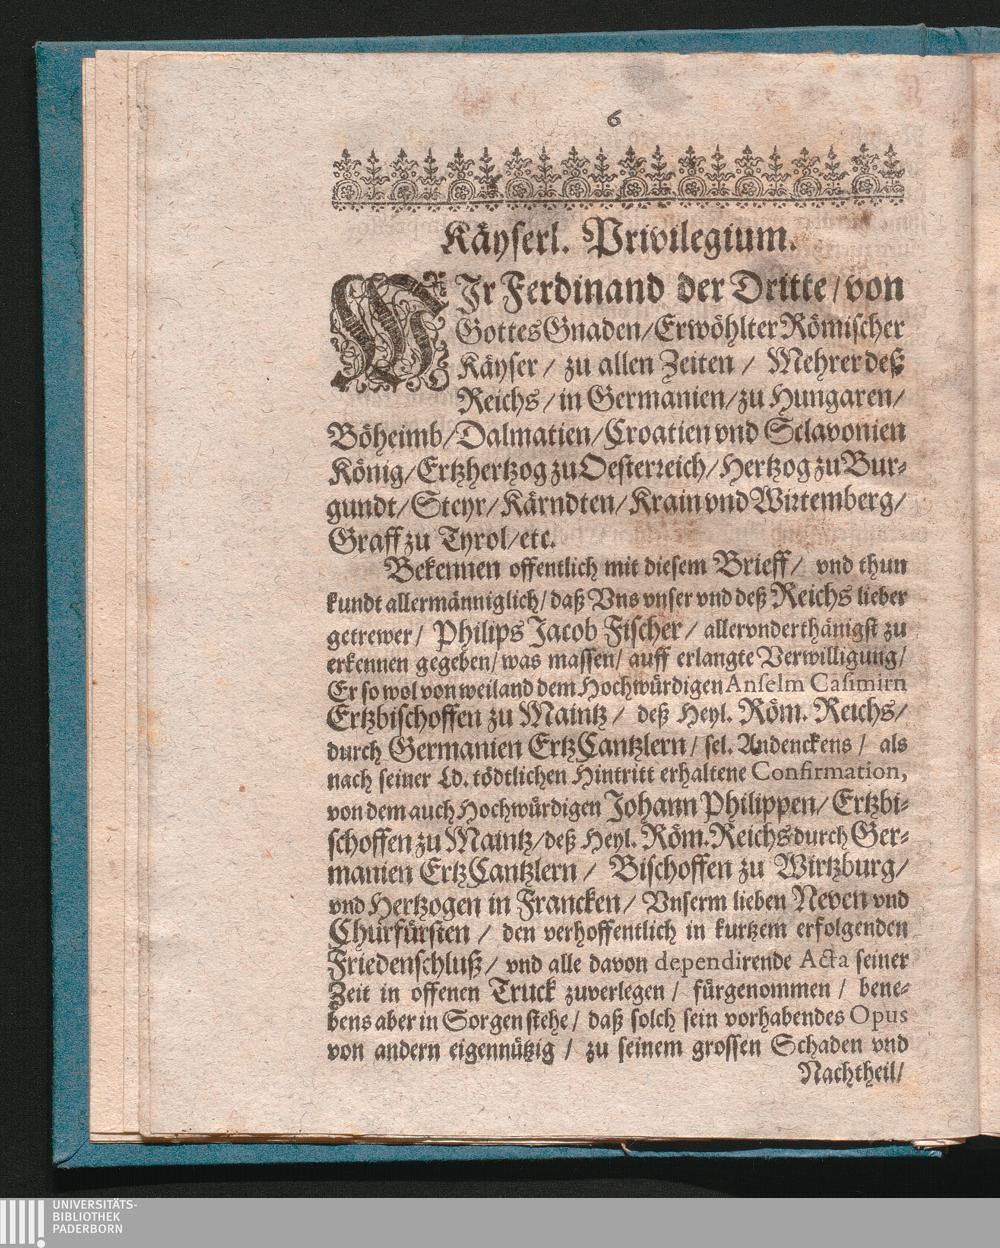 6
Käyserl. Privilegium.
WJr Ferdinand der Dritte/von
Gottes Gnaden/Erwöhlter Römischer
Käyser/ zu allen Zeiten / Mehrer deß
Reichs/in Germanien/zu Hungaren/
Böheimb/Dalmatien/Croatien vnd Sclavonien
König/Ertzhertzog zu Oesterreich/Hertzog zu Bur-
gundt/Steyr/Kärndten/Krain vnd Wirtemberg/
Graff zu Tyrol/etc.
Bekennen offentlich mit diesem Brieff/ vnd thun
kundt allermänniglich/daß Vns vnser vnd deß Reichs lieber
getrewer/ Philips Jacob Fischer/ allervnderthänigst zu
erkennen gegeben/was massen/ auff erlangte Verwilligung/
Er so wol von weiland dem Hochwürdigen Anselm Casimirn
Ertzbischoffen zu Maintz/ deß Heyl. Röm. Reichs/
durch Germanien ErtzCantzlern/ sel. Andenckens/ als
nach seiner Ld. tödtlichen Hintritt erhaltene Confirmation,
von dem auch Hochwürdigen Johann Philippen/ Ertzbi-
schoffen zu Maintz/deß Heyl. Röm. Reichs durch Ger-
manien ErtzCantzlern/ Bischoffen zu Wirtzburg/
vnd Hertzogen in Francken/ Vnserm lieben Neven vnd
Churfürsten / den verhoffentlich in kurtzem erfolgenden
Friedenschluß/ vnd alle davon dependirende Acta seiner
Zeit in offenen Truck zuverlegen/ fürgenommen/ bene-
bens aber in Sorgen stehe/ daß solch sein vorhabendes Opus
von andern eigennützig / zu seinem grossen Schaden vnd
Nachtheil/
UNIVERSITÄTS-
BIBLIOTHEK
PADERBORN